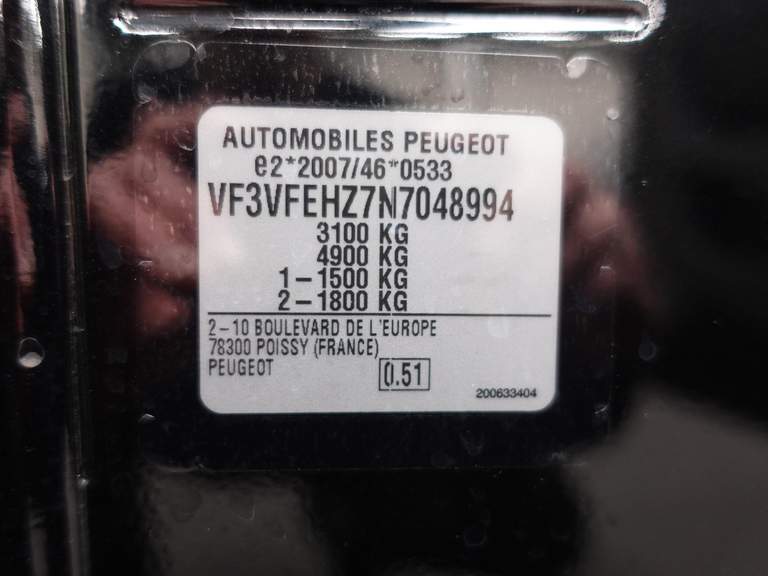 AUTOMOBILES PEUGEOT
e2*2007/46*0533
VF3VFEHZ7N7048994
3100 KG
4900 KG
1-1500 KG
2-1800 KG
2-10 BOULEVARD DE L'EUROPE
78300 POISSY (FRANCE)
PEUGEOT
0.51
200633404